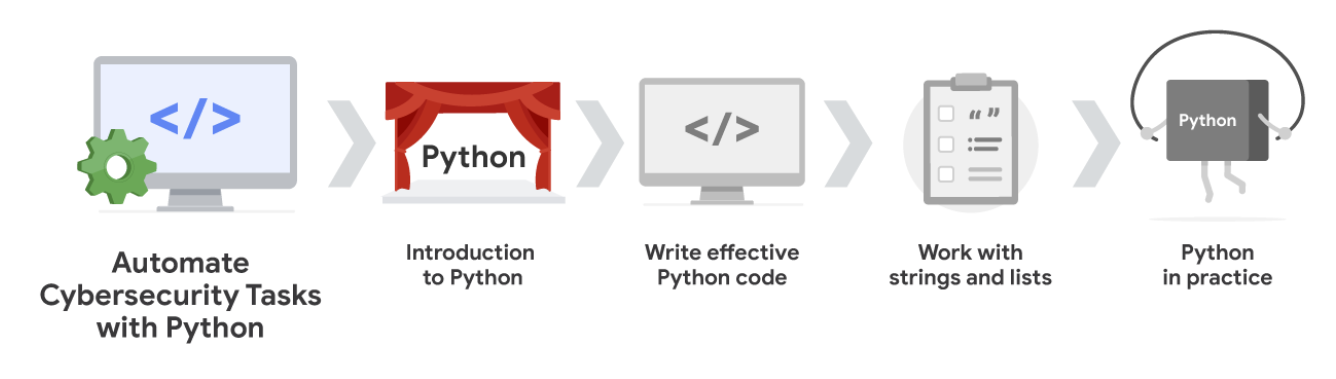 </>
Python
</>
“ ”
Python
Automate
Cybersecurity Tasks
with Python
Introduction
to Python
Write effective
Python code
Work with
strings and lists
Python
in practice